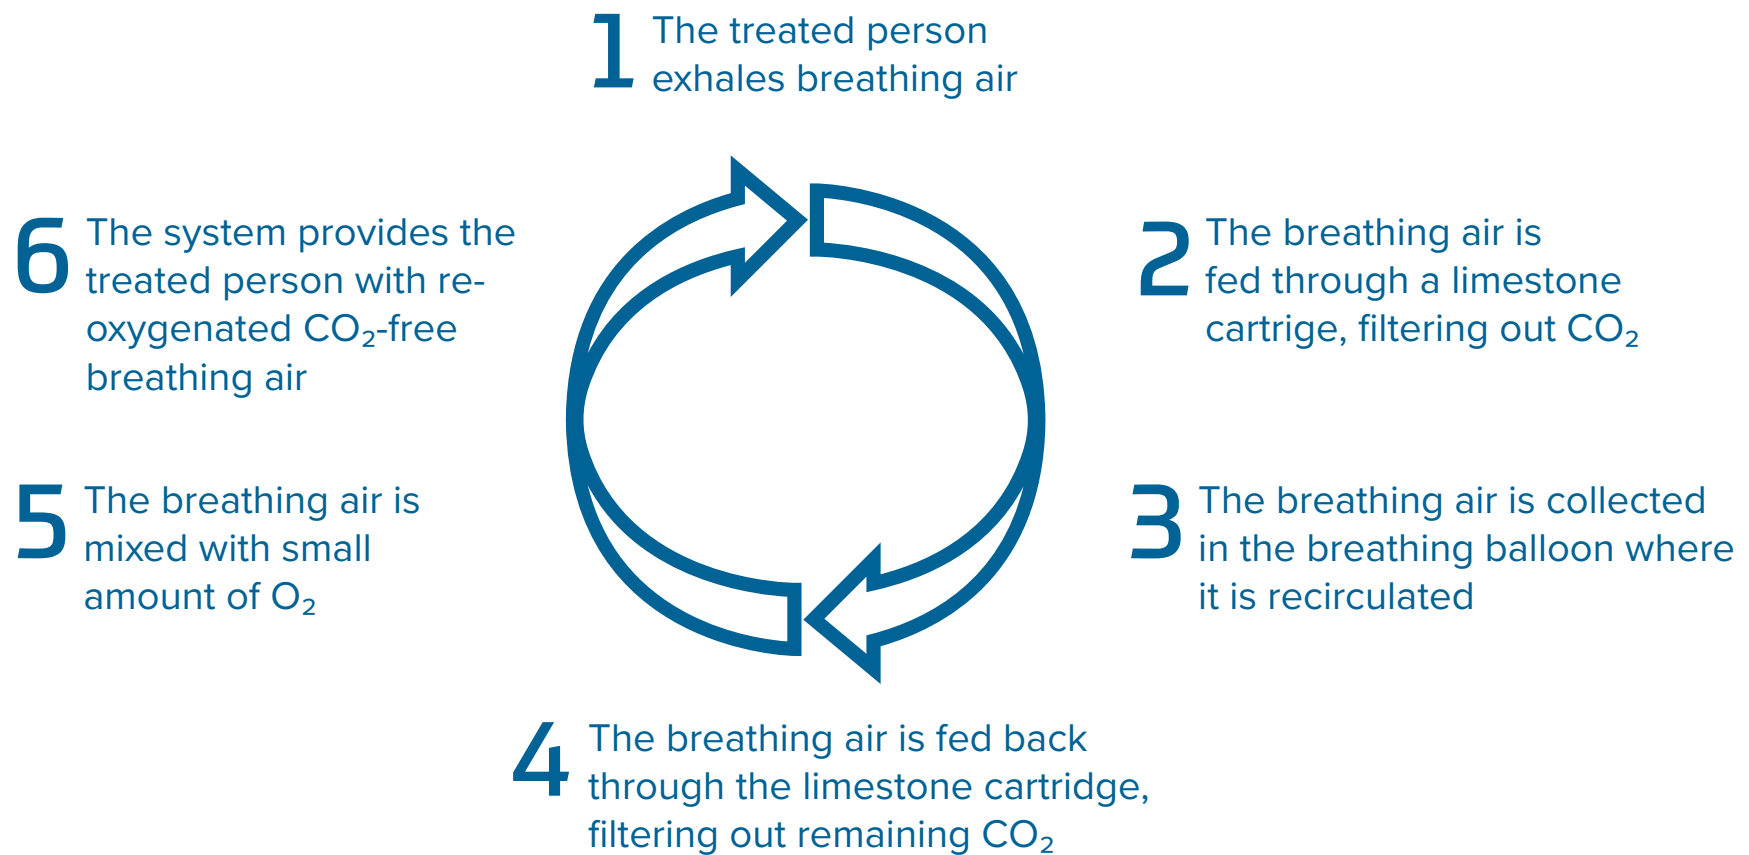 1 The treated person
exhales breathing air
2 The breathing air is
fed through a limestone
cartrige, filtering out CO₂
3 The breathing air is collected
in the breathing balloon where
it is recirculated
4 The breathing air is fed back
through the limestone cartridge,
filtering out remaining CO₂
5 The breathing air is
mixed with small
amount of O₂
6 The system provides the
treated person with re-
oxygenated CO₂-free
breathing air